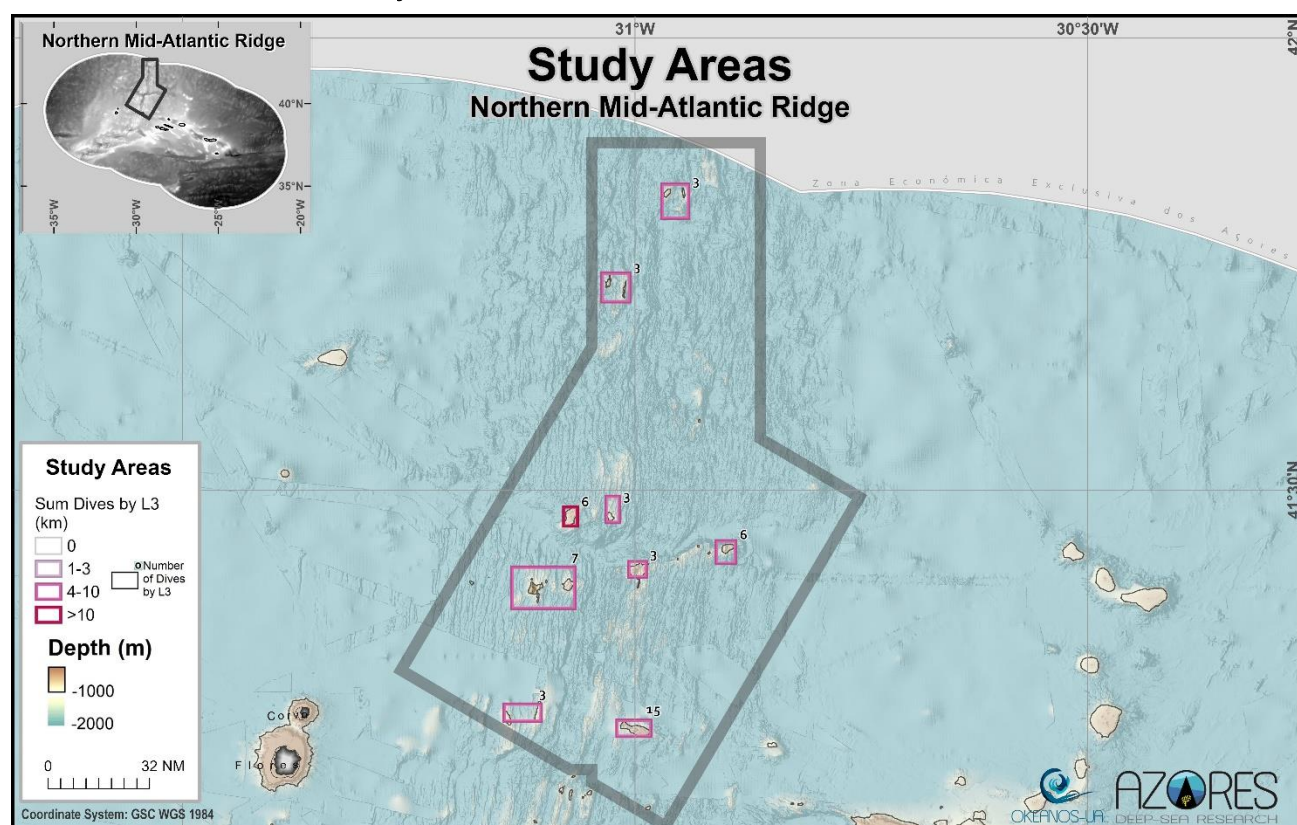 Northern Mid-Atlantic Ridge
40°N
35°N
-35°W
-30°W
-25°W
-20°W
31°W
30°30'W
42°N
Study Areas
Northern Mid-Atlantic Ridge
Zona Económica Exclusiva dos Açores
3
3
6
3
41°30'N
6
3
7
3
15
Study Areas
Sum Dives by L3
(km)
0
1-3
4-10
>10
Number
of Dives
by L3
Depth (m)
-1000
-2000
0 32 NM
Corvo
Flores
Coordinate System: GSC WGS 1984
OKEANOS-UAc
AZORES
DEEP-SEA RESEARCH